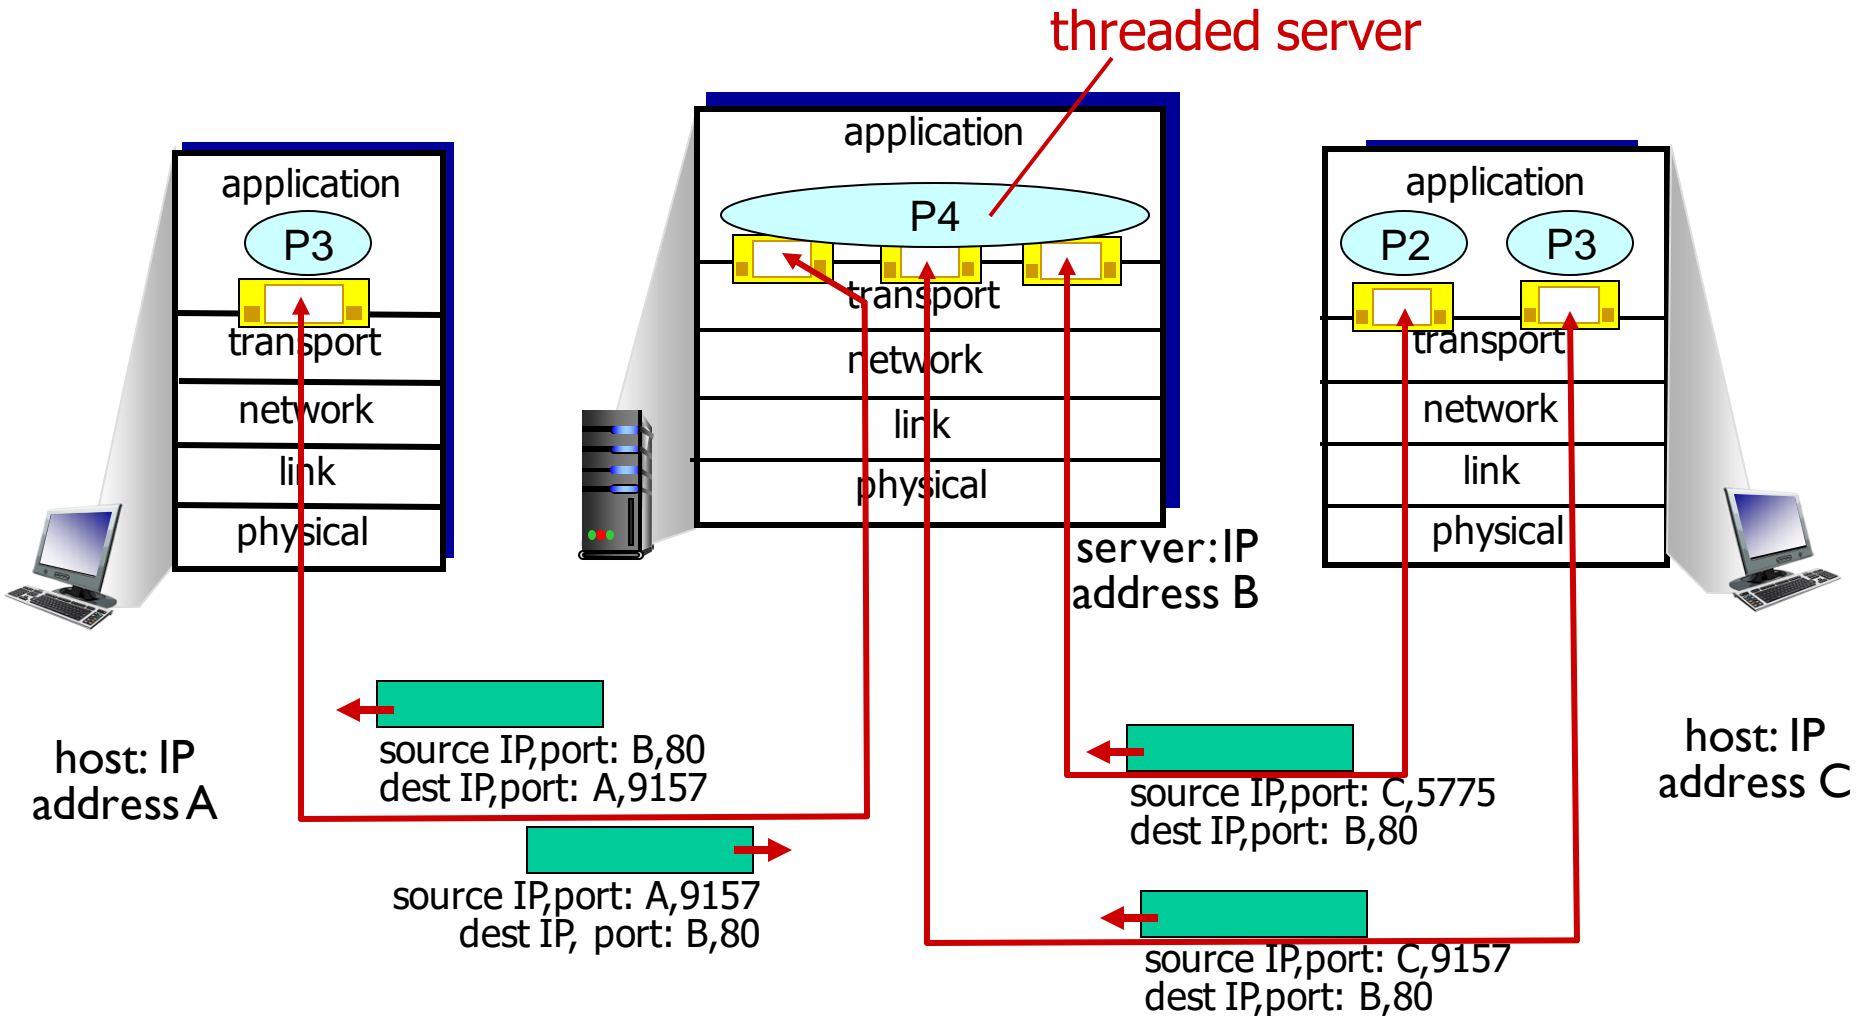 threaded server
application
P3
transport
network
link
physical
host: IP
address A
application
P4
transport
network
link
physical
server: IP
address B
application
P2
P3
transport
network
link
physical
host: IP
address C
source IP,port: B,80
dest IP,port: A,9157
source IP,port: A,9157
dest IP, port: B,80
source IP,port: C,5775
dest IP,port: B,80
source IP,port: C,9157
dest IP,port: B,80